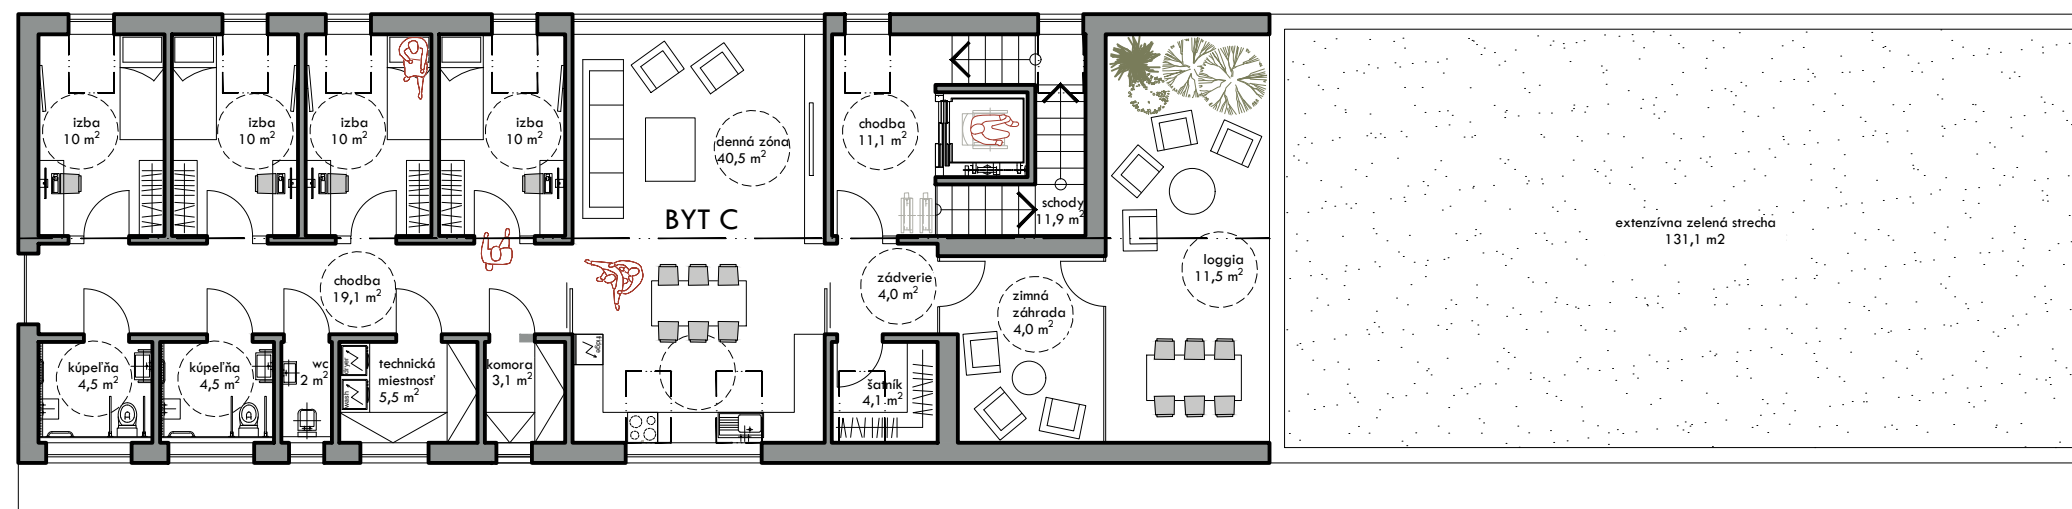 izba
10 m²
izba
10 m²
izba
10 m²
izba
10 m²
denná zóna
40,5 m²
BYT C
chodba
11,1 m²
schody
11,9 m²
extenzívna zelená strecha
131,1 m2
chodba
19,1 m²
zádverie
4,0 m²
zimná
záhrada
4,0 m²
loggia
11,5 m²
kúpeľňa
4,5 m²
kúpeľňa
4,5 m²
wc
2 m²
dryer
wash
technická
miestnosť
5,5 m²
komora
3,1 m²
fridge
šatník
4,1 m²